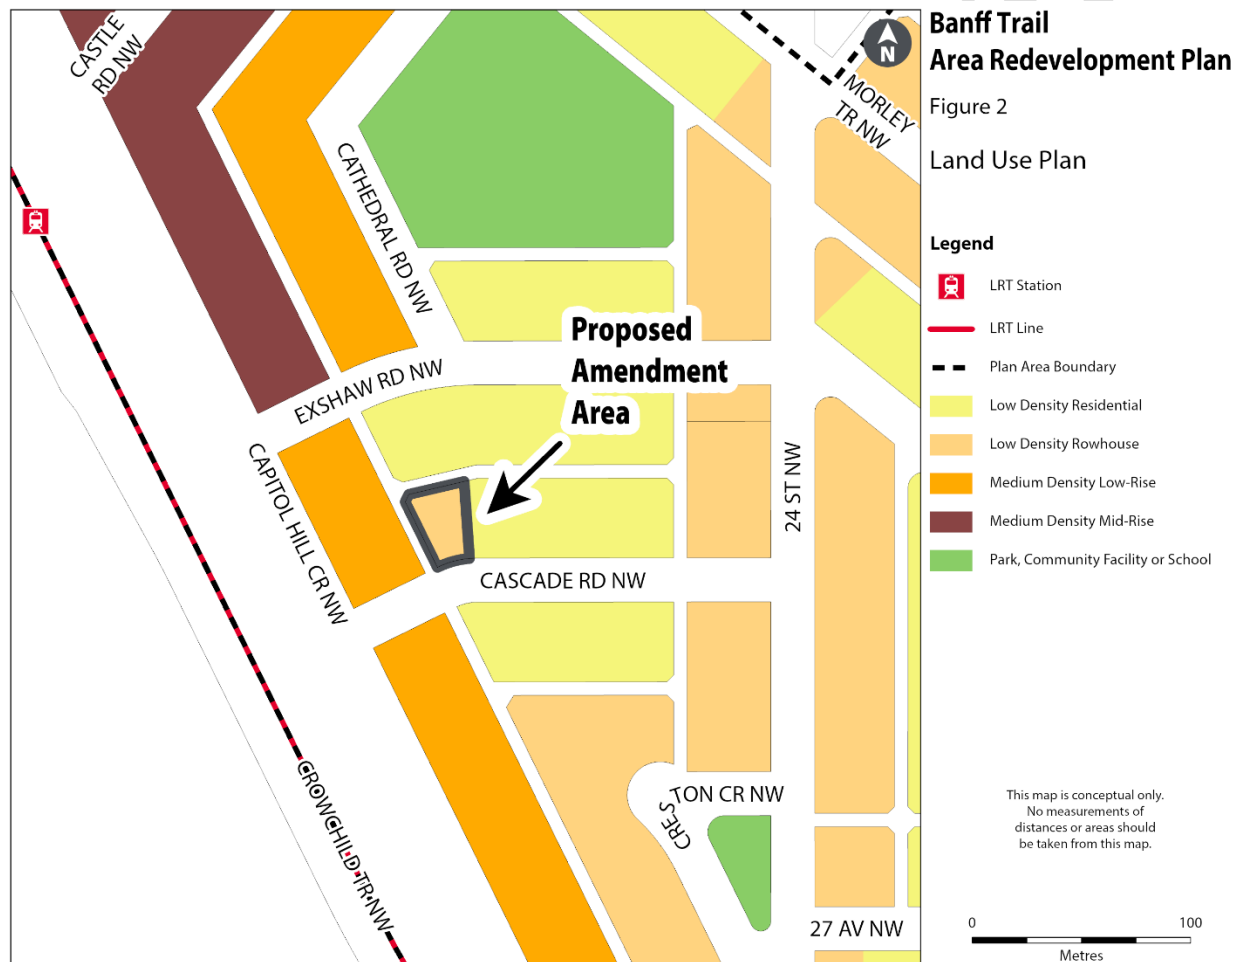 Banff Trail
Area Redevelopment Plan
Figure 2
Land Use Plan
Legend
LRT Station
LRT Line
Plan Area Boundary
Low Density Residential
Low Density Rowhouse
Medium Density Low-Rise
Medium Density Mid-Rise
Park, Community Facility or School
This map is conceptual only.
No measurements of
distances or areas should
be taken from this map.
0 100
Metres
N
CASTLE
RD NW
MORLEY
TR NW
CATHEDRAL RD NW
Proposed
Amendment
Area
EXSHAW RD NW
CAPITOL HILL CR NW
24 ST NW
CASCADE RD NW
CROWCHILD TR NW
CRESTON CR NW
27 AV NW